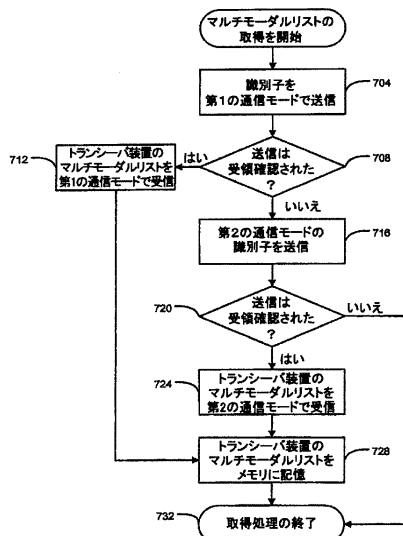 マルチモーダルリストの
取得を開始
識別子を
第1の通信モードで送信
704
送信は
受領確認された
?
708
はい
712
トランシーバ装置の
マルチモーダルリストを
第1の通信モードで受信
いいえ
第2の通信モードの
識別子を送信
716
720
送信は
受領確認された
?
いいえ
はい
724
トランシーバ装置の
マルチモーダルリストを
第2の通信モードで受信
トランシーバ装置の
マルチモーダルリストを
メモリに記憶
728
732
取得処理の終了